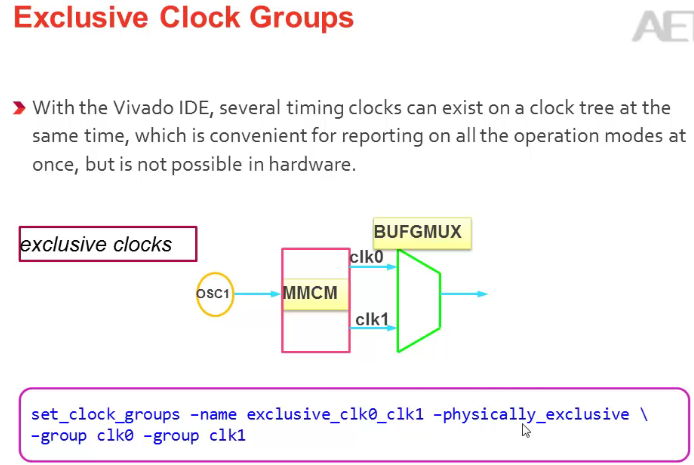 Exclusive Clock Groups
With the Vivado IDE, several timing clocks can exist on a clock tree at the
same time, which is convenient for reporting on all the operation modes at
once, but is not possible in hardware.
exclusive clocks
BUFGMUX
clk0
OSC1
MMCM
clk1
set_clock_groups –name exclusive_clk0_clk1 –physically_exclusive \
–group clk0 –group clk1